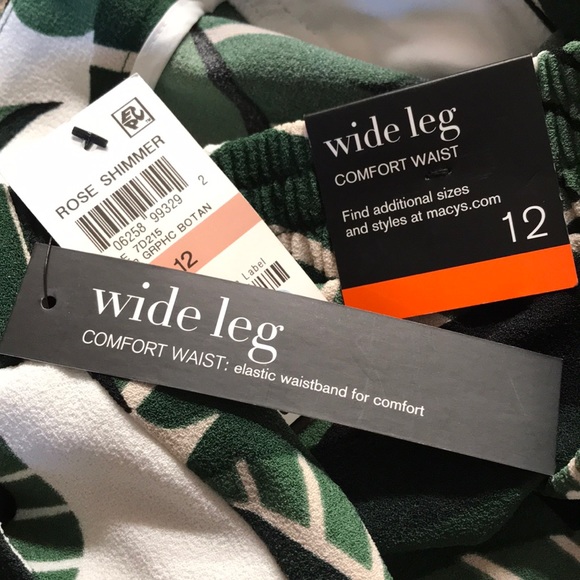 EPC
ROSE SHIMMER
06258 99329 2
E 7D215
GRPHC BOTAN
12
Label
wide leg
COMFORT WAIST
Find additional sizes
and styles at macys.com
12
wide leg
COMFORT WAIST: elastic waistband for comfort